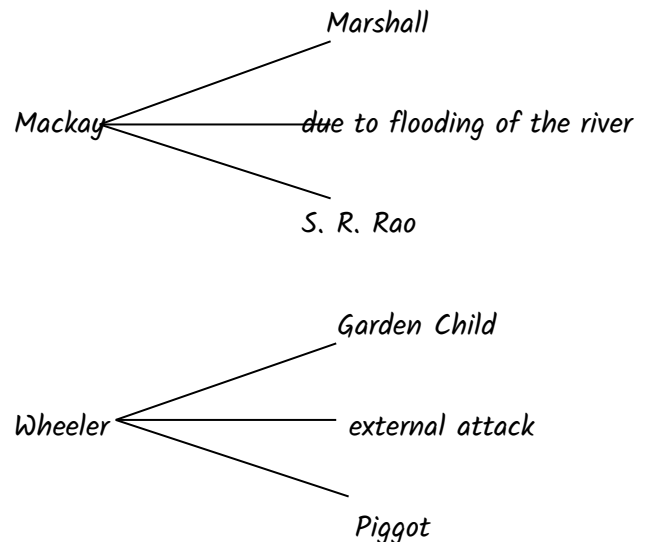 Marshall
Mackay due to flooding of the river
S. R. Rao
Garden Child
Wheeler external attack
Piggot